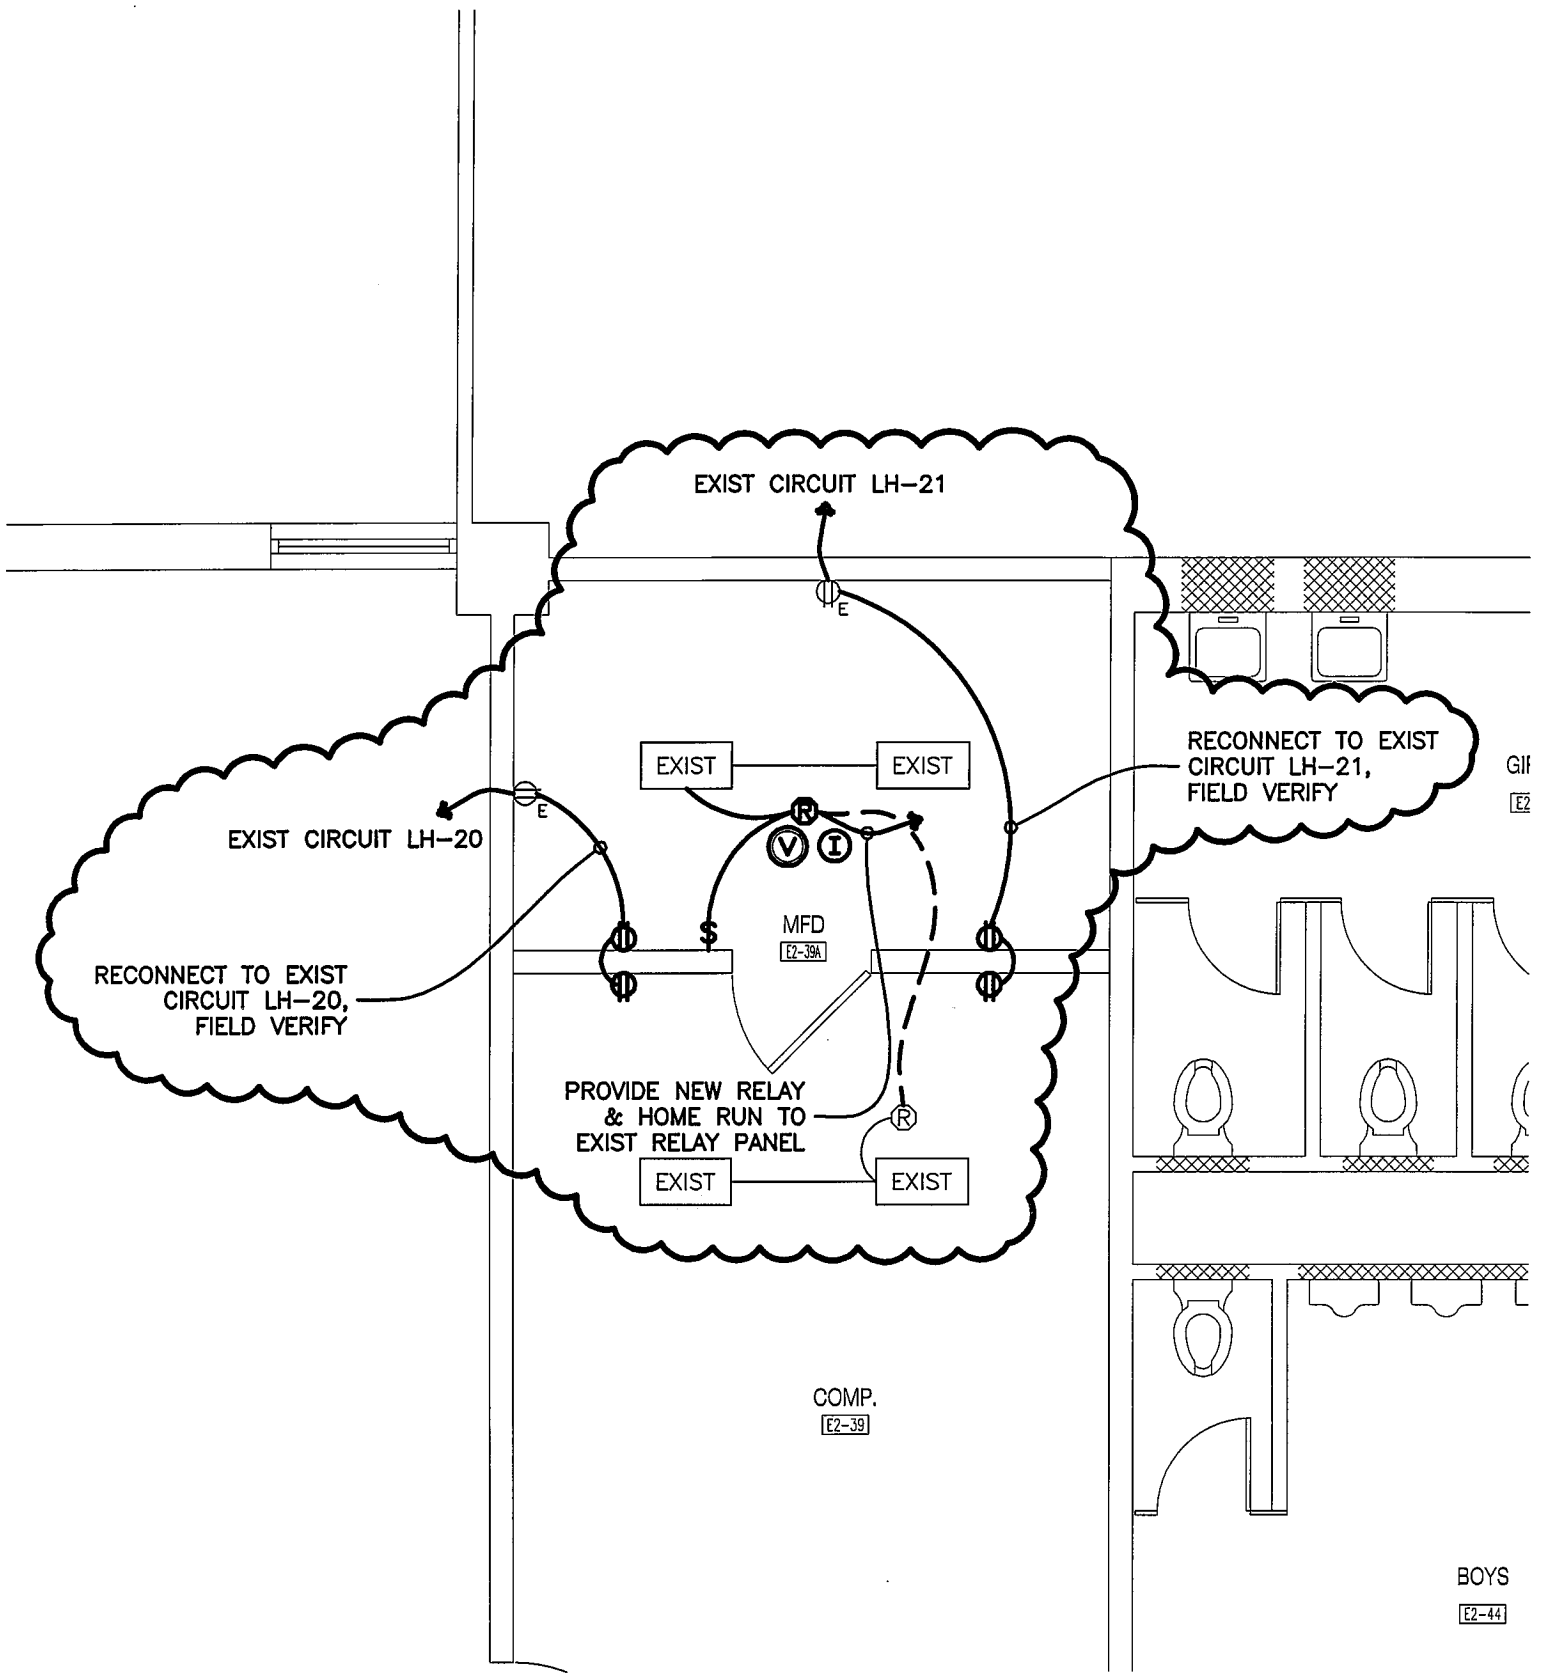 EXIST CIRCUIT LH-21
E
RECONNECT TO EXIST
CIRCUIT LH-21,
FIELD VERIFY
EXIST
EXIST
GIR
E2
E
R
EXIST CIRCUIT LH-20
V
I
$
MFD
E2-39A
RECONNECT TO EXIST
CIRCUIT LH-20,
FIELD VERIFY
PROVIDE NEW RELAY
& HOME RUN TO
EXIST RELAY PANEL
R
EXIST
EXIST
COMP.
E2-39
BOYS
E2-44